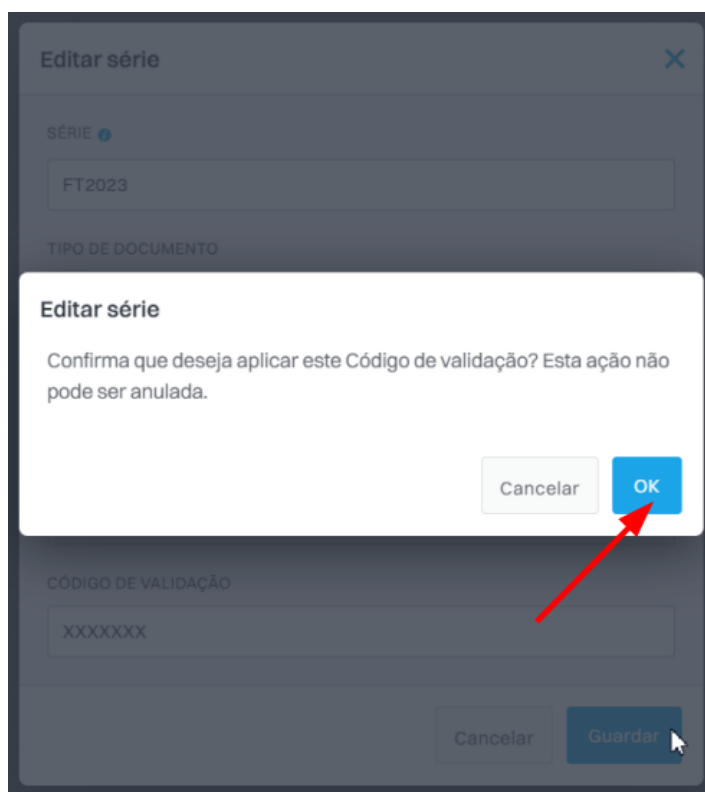 Editar série
SÉRIE
FT2023
TIPO DE DOCUMENTO
Editar série
Confirma que deseja aplicar este Código de validação? Esta ação não
pode ser anulada.
Cancelar
OK
CÓDIGO DE VALIDAÇÃO
XXXXXXX
Cancelar
Guardar